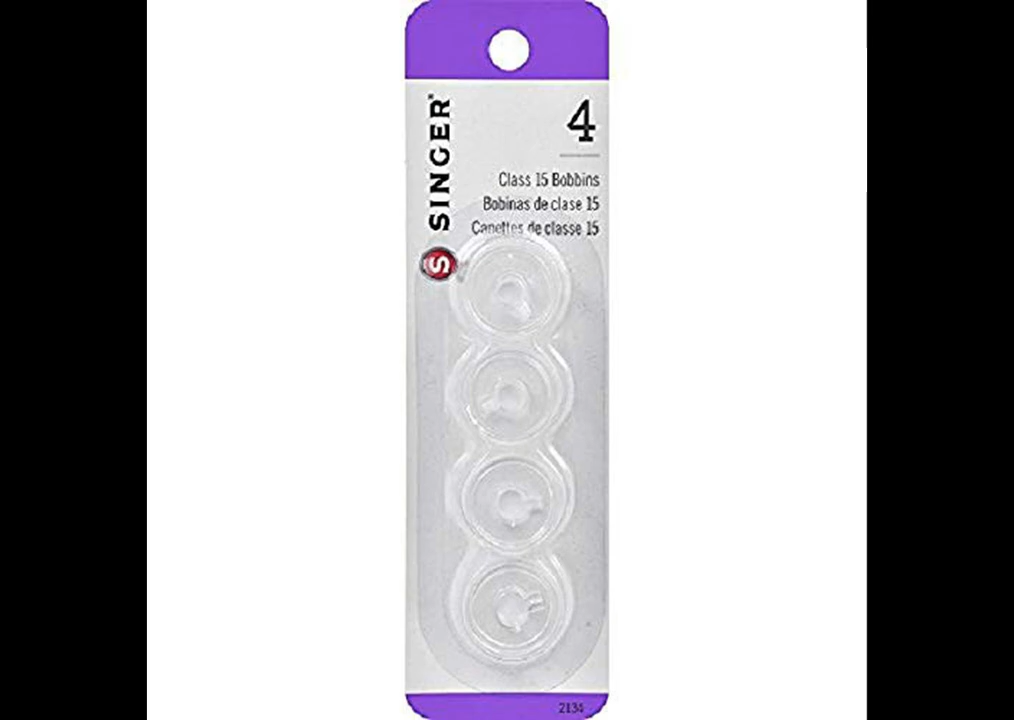 SINGER®
S
4
Class 15 Bobbins
Bobinas de clase 15
Canettes de classe 15
2134